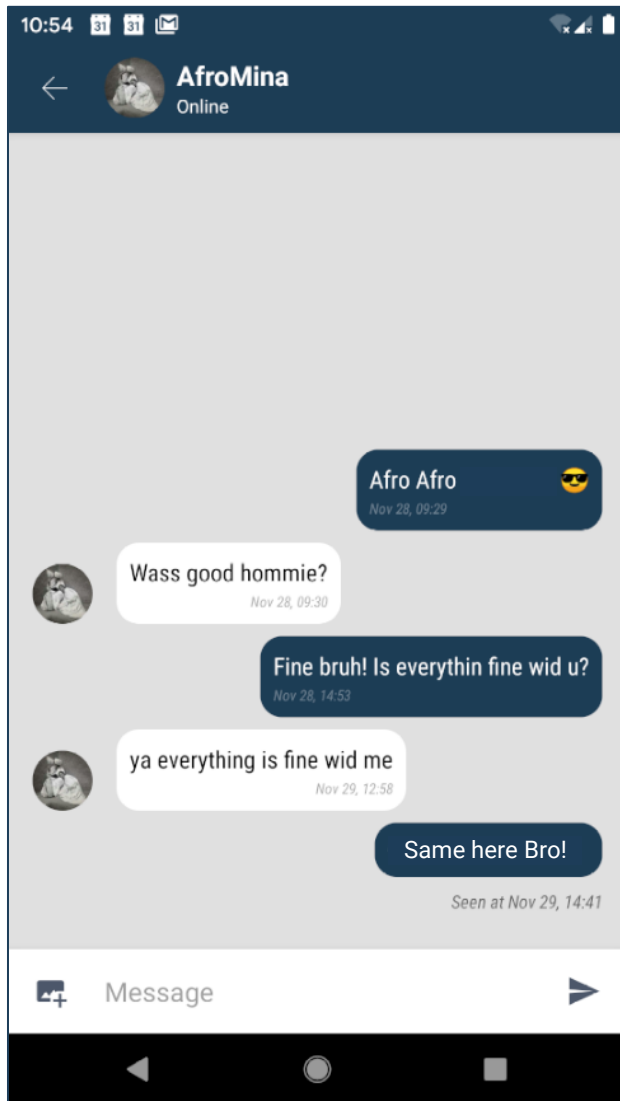 10:54 31 31
AfroMina
Online
Afro Afro 😎
Nov 28, 09:29
Wass good hommie?
Nov 28, 09:30
Fine bruh! Is everythin fine wid u?
Nov 28, 14:53
ya everything is fine wid me
Nov 29, 12:58
Same here Bro!
Seen at Nov 29, 14:41
Message